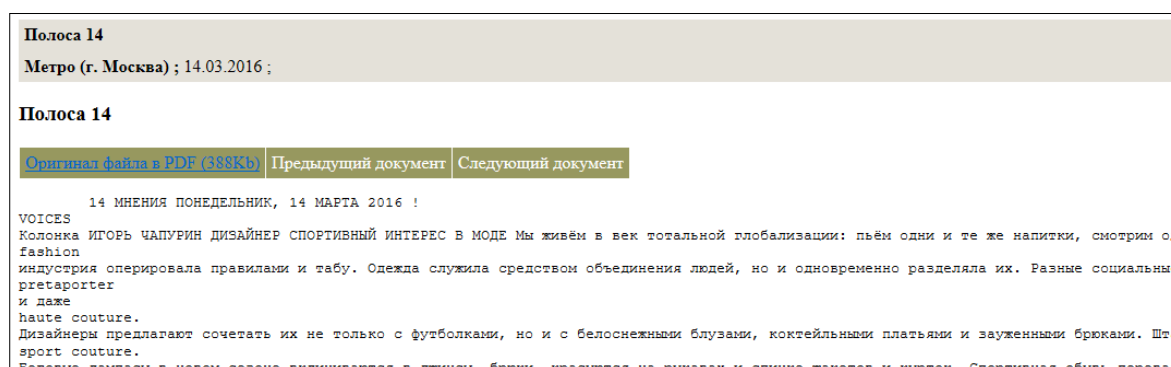 Полоса 14
Метро (г. Москва) ; 14.03.2016 ;
Полоса 14
Оригинал файла в PDF (388Kb) Предыдущий документ Следующий документ
14 МНЕНИЯ ПОНЕДЕЛЬНИК, 14 МАРТА 2016 !
VOICES
Колонка ИГОРЬ ЧАПУРИН ДИЗАЙНЕР СПОРТИВНЫЙ ИНТЕРЕС В МОДЕ Мы живём в век тотальной глобализации: пьём одни и те же напитки, смотрим
fashion
индустрия оперировала правилами и табу. Одежда служила средством объединения людей, но и одновременно разделяла их. Разные
pretaporter
и даже
haute couture.
Дизайнеры предлагают сочетать их не только с футболками, но и с белоснежными блузами, коктейльными платьями и зауженными брюками.
sport couture.